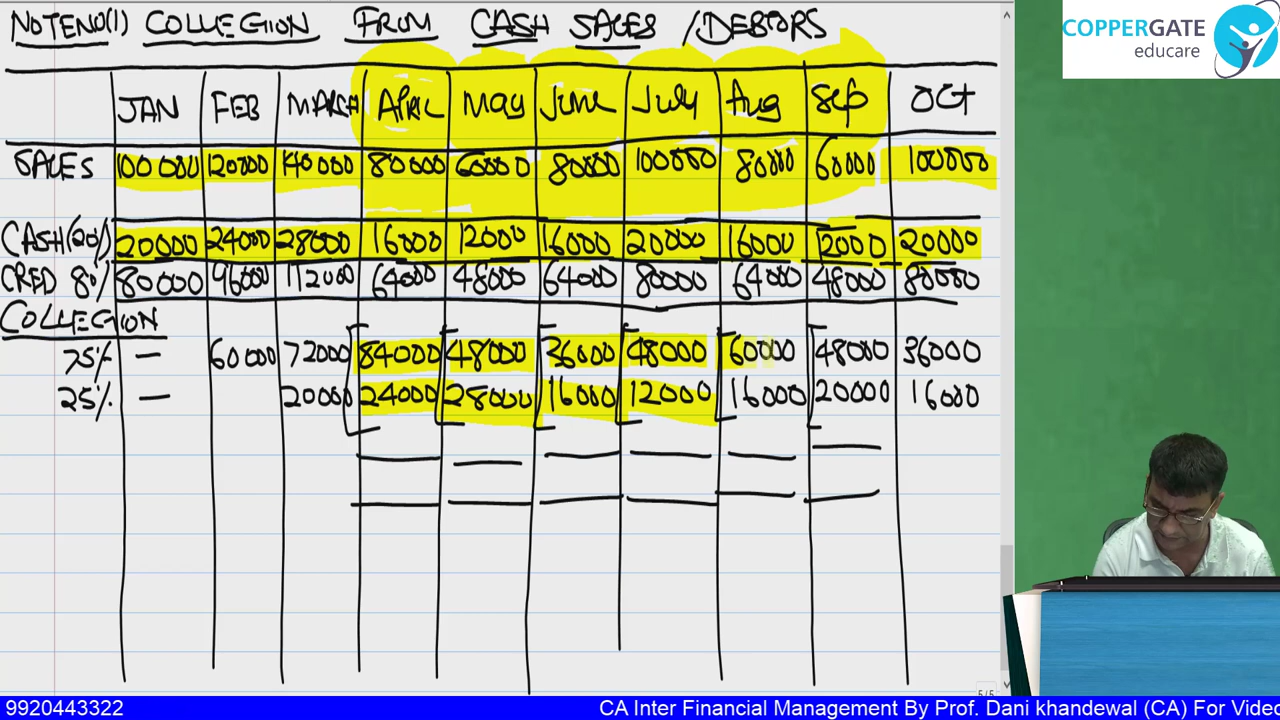 NOTENO(1) COLLECTION FROM CASH SALES /DEBTORS
COPPERGATE
educare
JAN FEB MARCH APRIL MAY JUNE JULY Aug Sep OCT
SALES 100000 120000 140000 80000 60000 80000 100000 80000 60000 100000
CASH(20%) 20000 24000 28000 16000 12000 16000 20000 16000 12000 20000
CRED 80% 80000 96000 112000 64000 48000 64000 80000 64000 48000 80000
COLLECTION
75% — 60000 72000 84000 48000 36000 48000 60000 48000 36000
25% — 20000 24000 28000 16000 12000 16000 20000 16000
5/5
9920443322 CA Inter Financial Management By Prof. Dani khandewal (CA) For Video